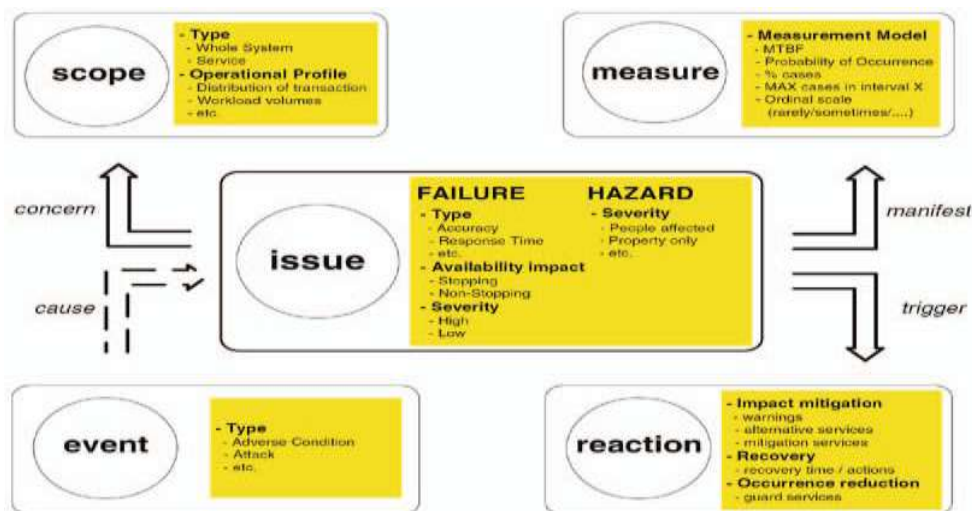 scope
- Type
- Whole System
- Service
- Operational Profile
- Distribution of transaction
- Workload volumes
- etc.
measure
- Measurement Model
- MTBF
- Probability of Occurrence
- % cases
- MAX cases in interval X
- Ordinal scale
(rarely/sometimes/....)
concern
cause
issue
FAILURE
- Type
- Accuracy
- Response Time
- etc.
- Availability impact
- Stopping
- Non-Stopping
- Severity
- High
- Low
HAZARD
- Severity
- People affected
- Property only
- etc.
manifest
trigger
event
- Type
- Adverse Condition
- Attack
- etc.
reaction
- Impact mitigation
- warnings
- alternative services
- mitigation services
- Recovery
- recovery time / actions
- Occurrence reduction
- guard services